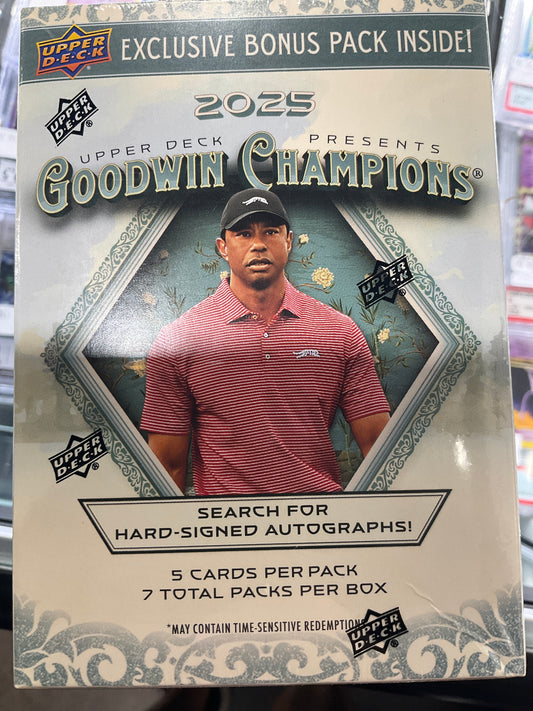 UPPER DECK
EXCLUSIVE BONUS PACK INSIDE!
UPPER DECK®
2025
UPPER DECK PRESENTS
GOODWIN CHAMPIONS®
UPPER DECK®
UPPER DECK®
SEARCH FOR
HARD-SIGNED AUTOGRAPHS!
5 CARDS PER PACK
7 TOTAL PACKS PER BOX
*MAY CONTAIN TIME-SENSITIVE
UPPER DECK®